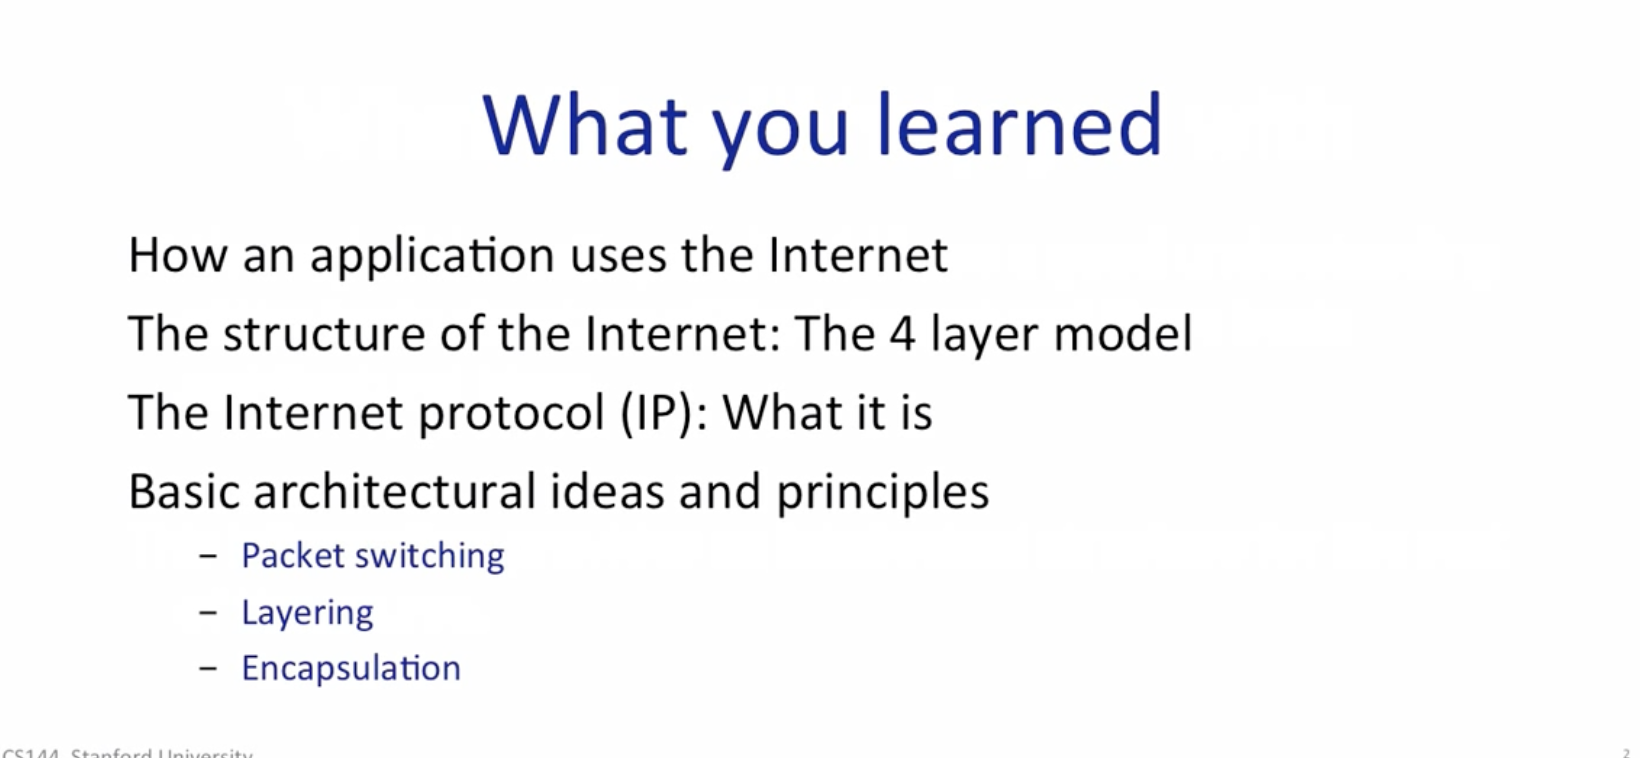 What you learned
How an application uses the Internet
The structure of the Internet: The 4 layer model
The Internet protocol (IP): What it is
Basic architectural ideas and principles
– Packet switching
– Layering
– Encapsulation
CS144, Stanford University
2